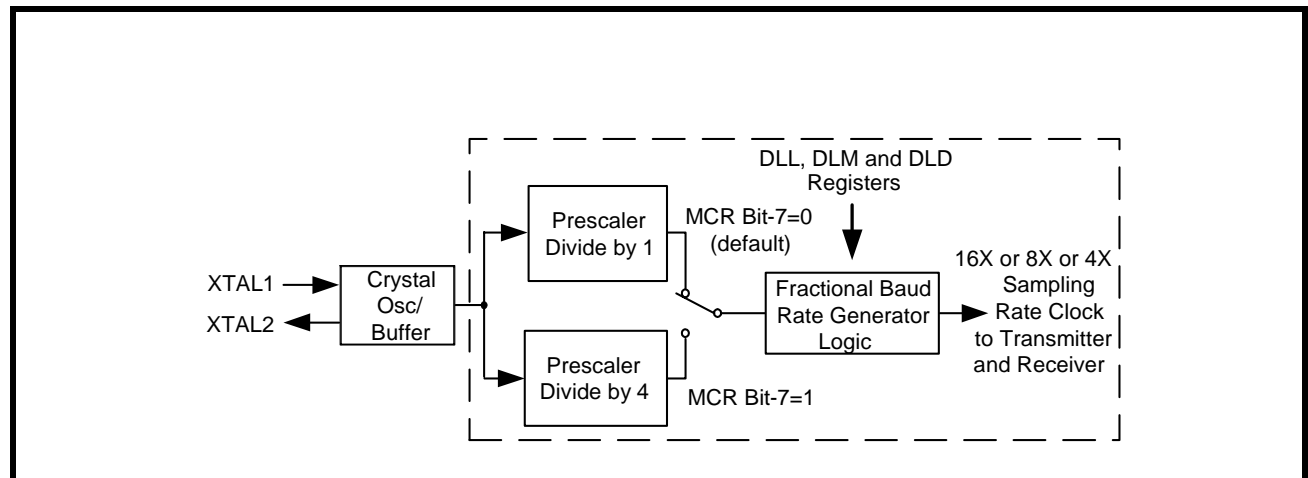 DLL, DLM and DLD
Registers
Prescaler
Divide by 1
MCR Bit-7=0
(default)
16X or 8X or 4X
Sampling
Rate Clock
to Transmitter
and Receiver
XTAL1
XTAL2
Crystal
Osc/
Buffer
Fractional Baud
Rate Generator
Logic
Prescaler
Divide by 4
MCR Bit-7=1